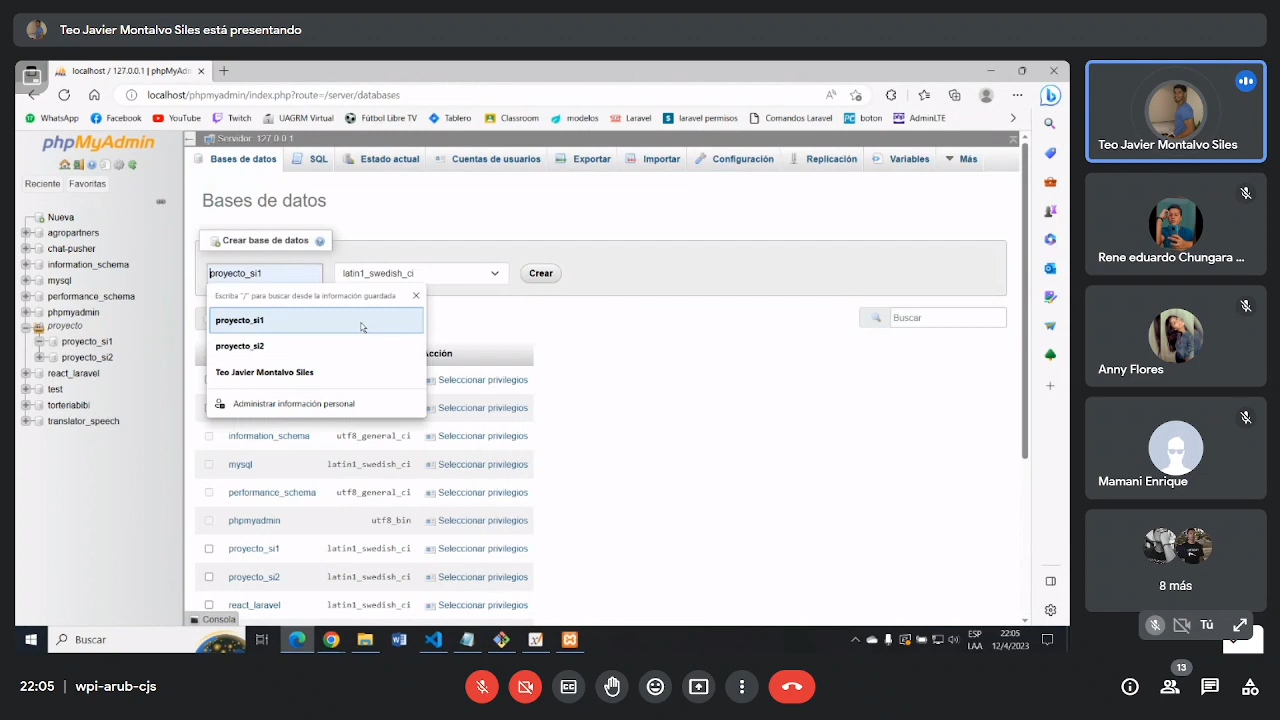 Teo Javier Montalvo Siles está presentando
localhost / 127.0.0.1 | phpMyAdm
localhost/phpmyadmin/index.php?route=/server/databases
WhatsApp
Facebook
YouTube
Twitch
UAGRM Virtual
Fútbol Libre TV
Tablero
Classroom
modelos
Laravel
laravel permisos
Comandos Laravel
boton
AdminLTE
phpMyAdmin
Reciente
Favoritas
Nueva
agropartners
chat-pusher
information_schema
mysql
performance_schema
phpmyadmin
proyecto
proyecto_si1
proyecto_si2
react_laravel
test
torteriabibi
translator_speech
Servidor: 127.0.0.1
Bases de datos
SQL
Estado actual
Cuentas de usuarios
Exportar
Importar
Configuración
Replicación
Variables
Más
Bases de datos
Crear base de datos
proyecto_si1
latin1_swedish_ci
Crear
Escriba "/" para buscar desde la información guardada
proyecto_si1
proyecto_si2
Teo Javier Montalvo Siles
Administrar información personal
Buscar
Acción
Seleccionar privilegios
Seleccionar privilegios
information_schema utf8_general_ci Seleccionar privilegios
mysql latin1_swedish_ci Seleccionar privilegios
performance_schema utf8_general_ci Seleccionar privilegios
phpmyadmin utf8_bin Seleccionar privilegios
proyecto_si1 latin1_swedish_ci Seleccionar privilegios
proyecto_si2 latin1_swedish_ci Seleccionar privilegios
react_laravel latin1_swedish_ci Seleccionar privilegios
Consola
Buscar
ESP
LAA
22:05
12/4/2023
Teo Javier Montalvo Siles
Rene eduardo Chungara ...
Anny Flores
Mamani Enrique
8 más
Tú
22:05 | wpi-arub-cjs
13